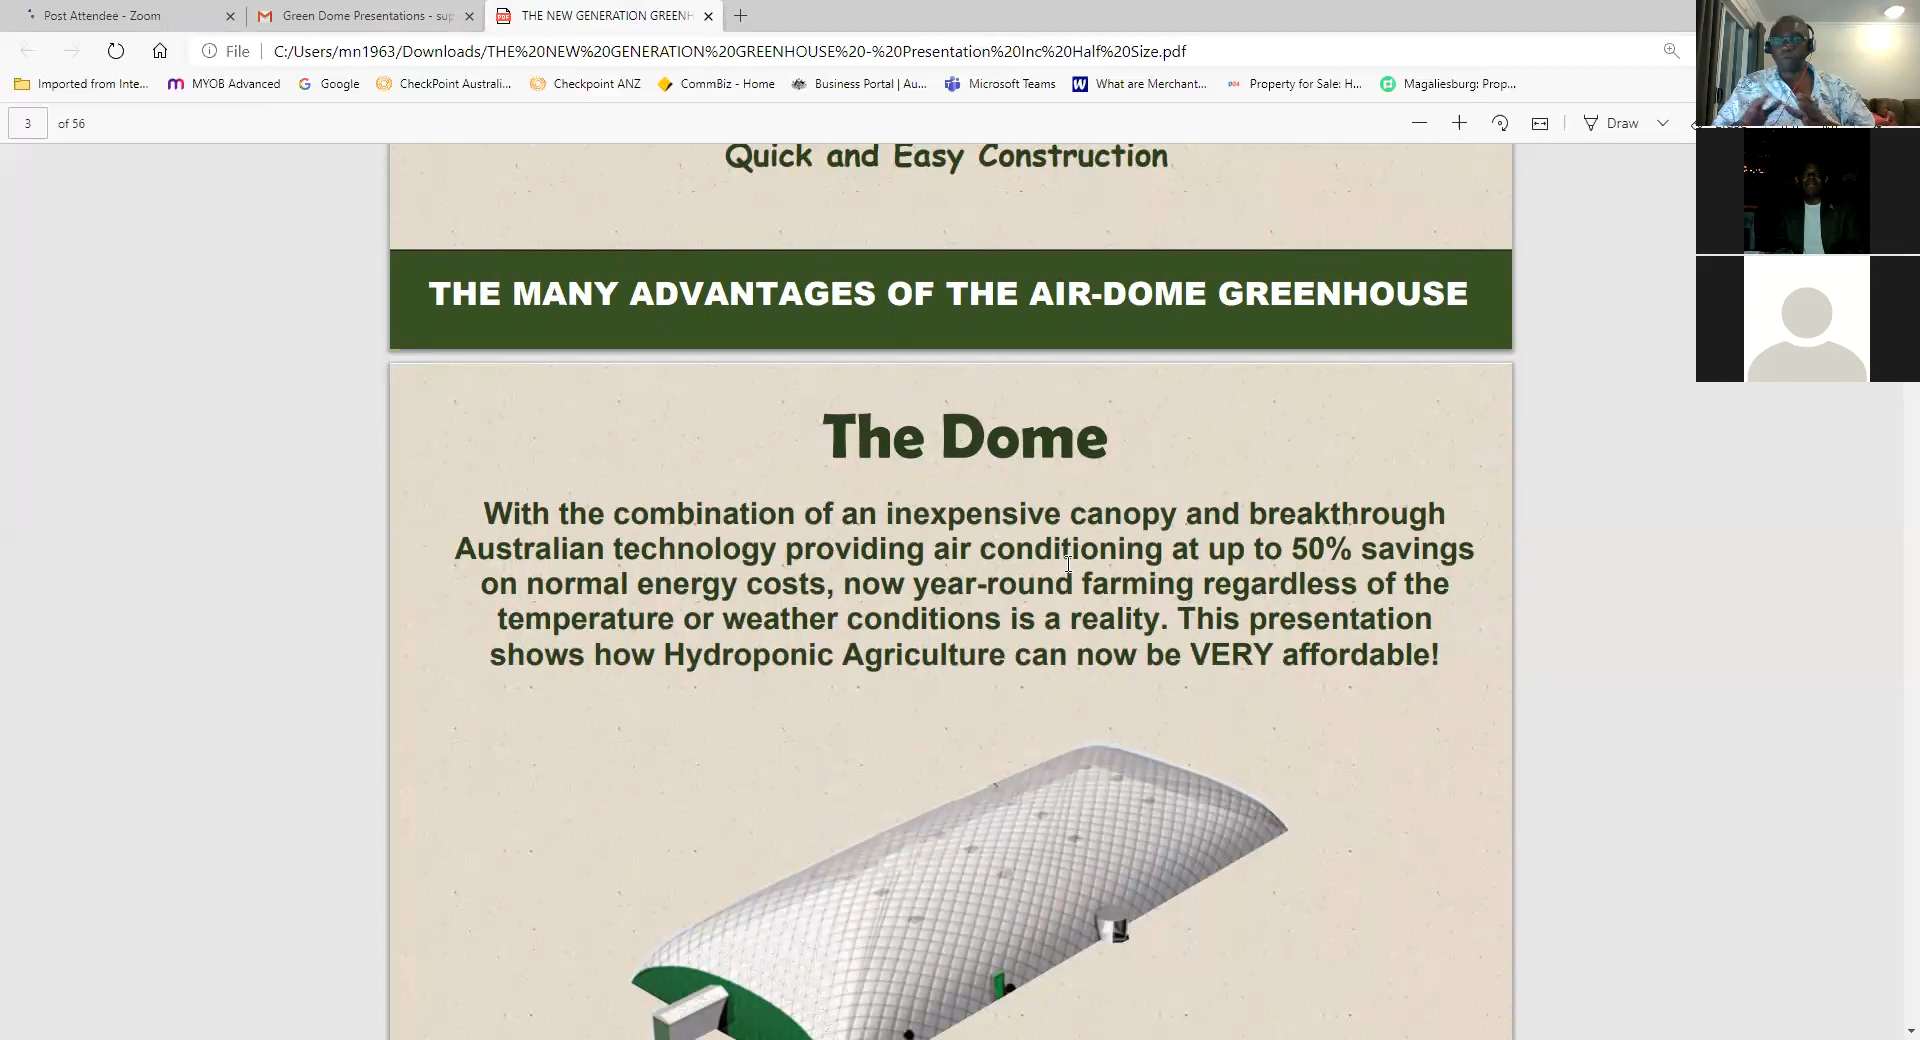 Post Attendee - Zoom
Green Dome Presentations - sup
THE NEW GENERATION GREENH
File
C:/Users/mn1963/Downloads/THE%20NEW%20GENERATION%20GREENHOUSE%20-%20Presentation%20Inc%20Half%20Size.pdf
Imported from Inte...
MYOB Advanced
Google
CheckPoint Australi...
Checkpoint ANZ
CommBiz - Home
Business Portal | Au...
Microsoft Teams
What are Merchant...
Property for Sale: H...
Magaliesburg: Prop...
3 of 56
Draw
Quick and Easy Construction
THE MANY ADVANTAGES OF THE AIR-DOME GREENHOUSE
The Dome
With the combination of an inexpensive canopy and breakthrough
Australian technology providing air conditioning at up to 50% savings
on normal energy costs, now year-round farming regardless of the
temperature or weather conditions is a reality. This presentation
shows how Hydroponic Agriculture can now be VERY affordable!